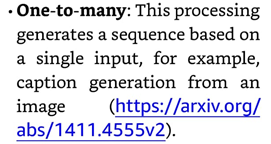 • One-to-many: This processing
generates a sequence based on
a single input, for example,
caption generation from an
image (https://arxiv.org/
abs/1411.4555v2).